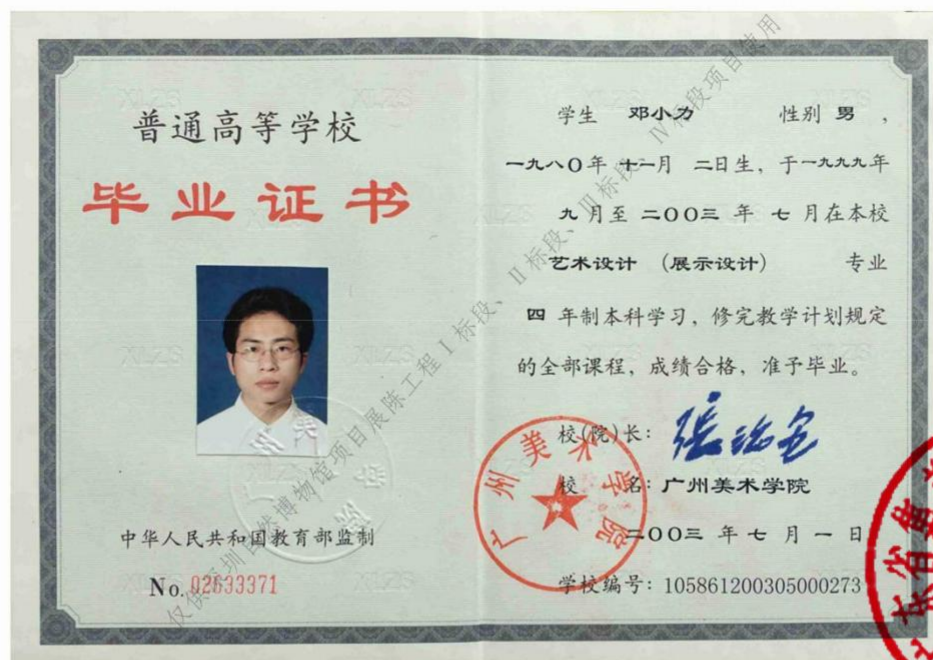 普通高等学校
毕业证书
中华人民共和国教育部监制
No. 02633371
学生 邓小力 性别 男，
一九八〇年 十一月 二日生，于一九九九年
九月至 二〇〇三 年 七 月在本校
艺术设计 （展示设计） 专业
四 年制本科学习，修完教学计划规定
的全部课程，成绩合格，准予毕业。
校(院)长：
校 名：广州美术学院
二〇〇三 年 七 月 一 日
学校编号：105861200305000273
广州美术学院
仅供深圳自然博物馆项目展陈工程Ⅰ标段、Ⅱ标段、Ⅲ标段、Ⅳ标段项目使用
XLZS